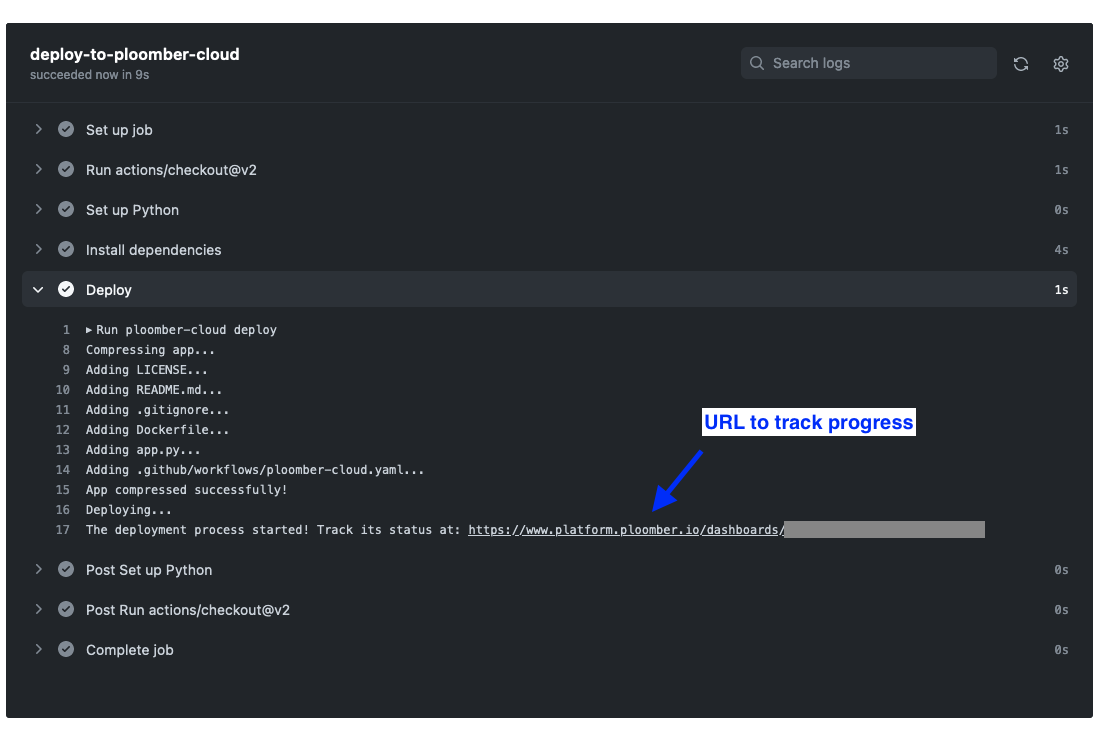 deploy-to-ploomber-cloud
succeeded now in 9s
Search logs
Set up job 1s
Run actions/checkout@v2 1s
Set up Python 0s
Install dependencies 4s
Deploy 1s
1 ▸ Run ploomber-cloud deploy
8 Compressing app...
9 Adding LICENSE...
10 Adding README.md...
11 Adding .gitignore...
12 Adding Dockerfile...
URL to track progress
13 Adding app.py...
14 Adding .github/workflows/ploomber-cloud.yaml...
15 App compressed successfully!
16 Deploying...
17 The deployment process started! Track its status at: https://www.platform.ploomber.io/dashboards/
Post Set up Python 0s
Post Run actions/checkout@v2 0s
Complete job 0s